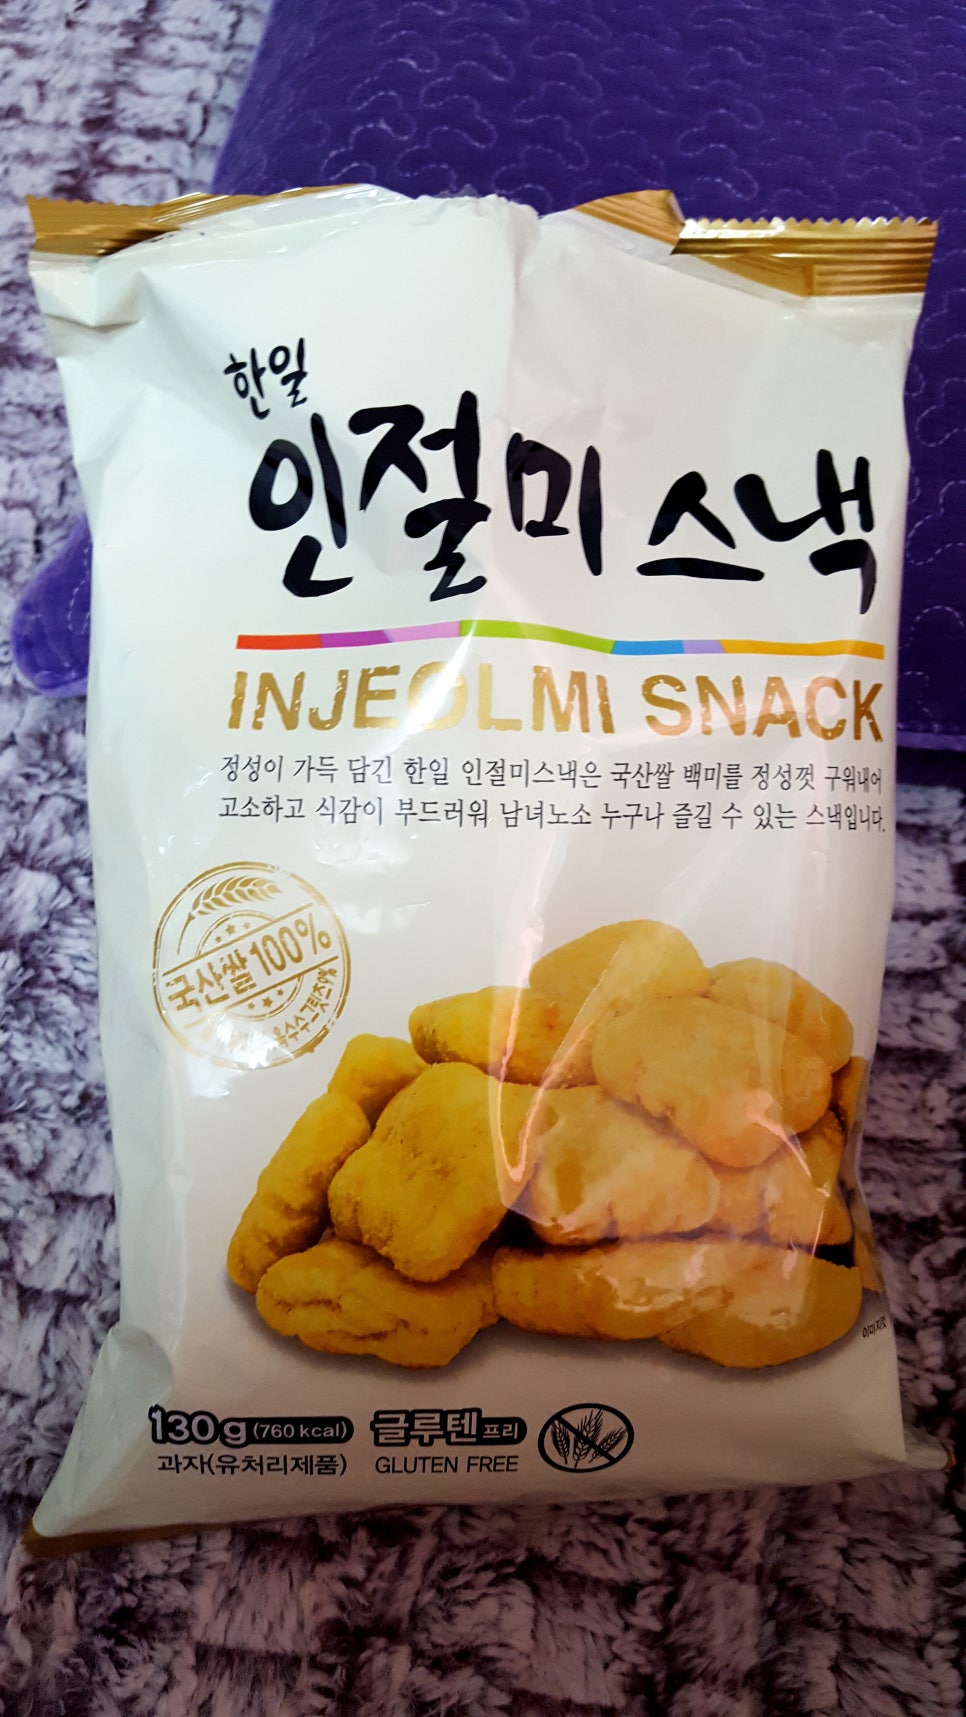 한일
인절미 스낵
INJEOLMI SNACK
정성이 가득 담긴 한일 인절미스낵은 국산쌀 백미를 정성껏 구워내어
고소하고 식감이 부드러워 남녀노소 누구나 즐길 수 있는 스낵입니다.
국산쌀 100%
130g (760 kcal)
과자(유처리제품)
글루텐 프리
GLUTEN FREE